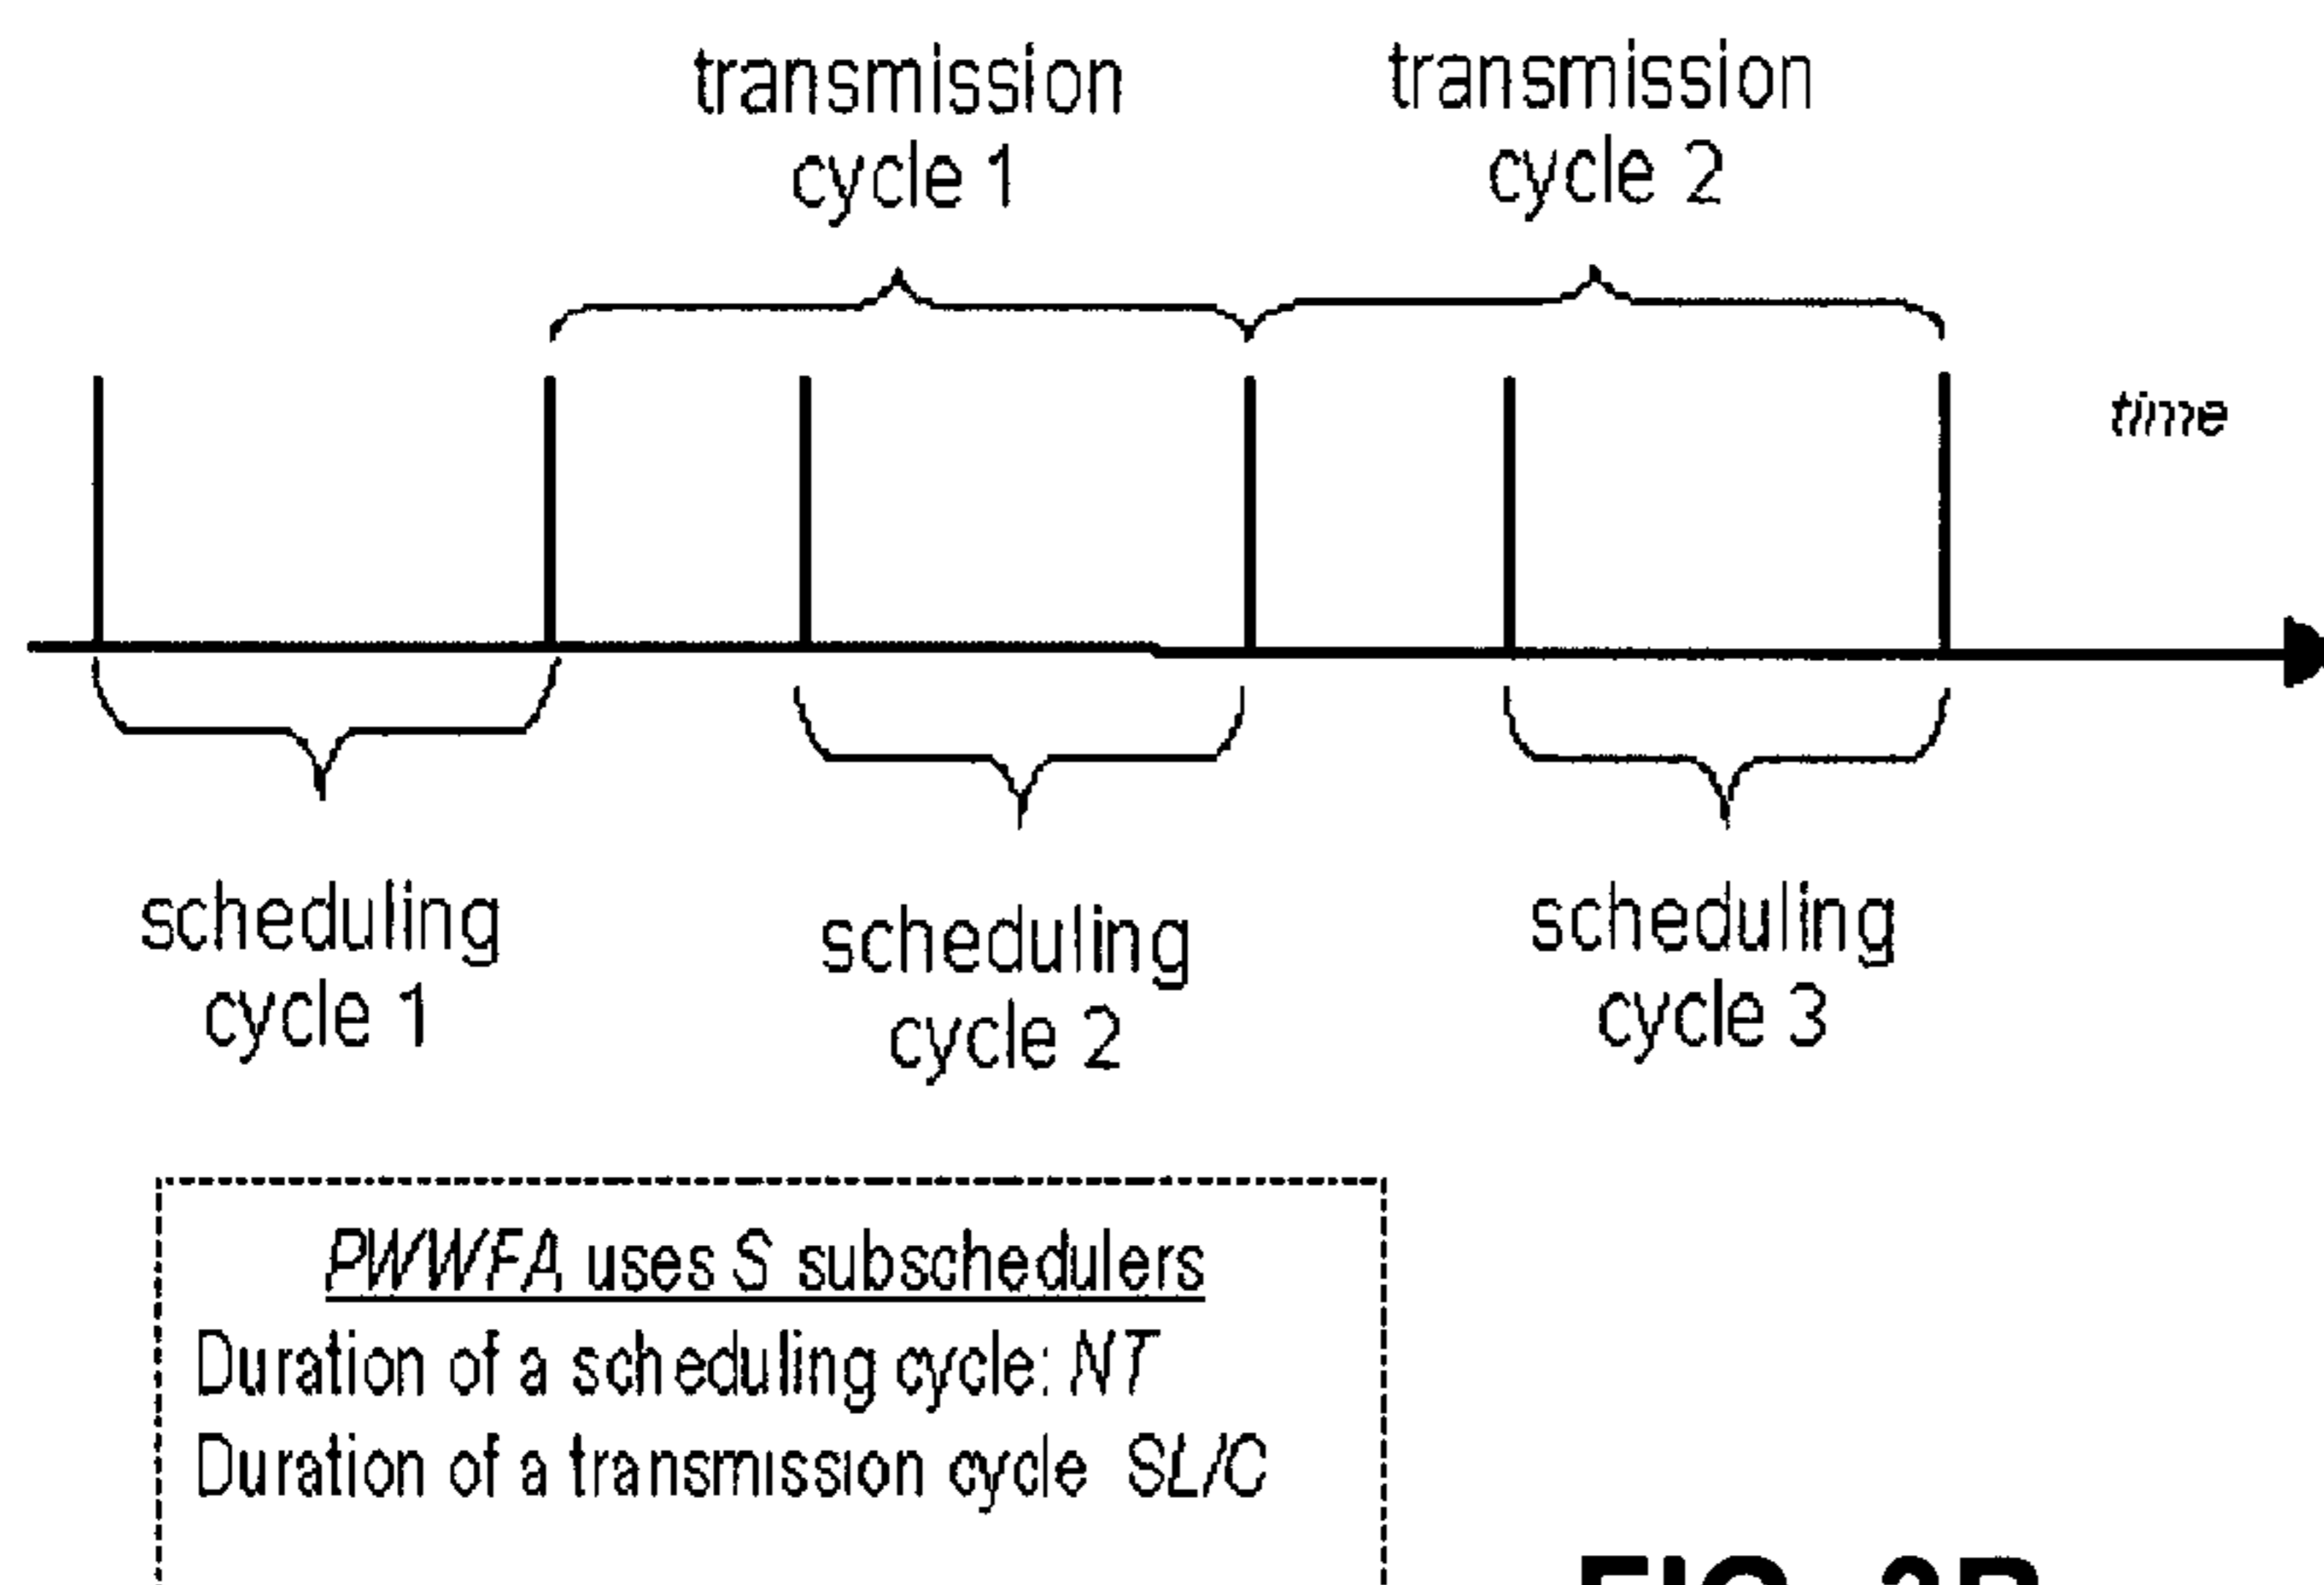 transmission
cycle 1
transmission
cycle 2
time
scheduling
cycle 1
scheduling
cycle 2
scheduling
cycle 3
PWWFA uses S subschedulers
Duration of a scheduling cycle: NT
Duration of a transmission cycle SL/C